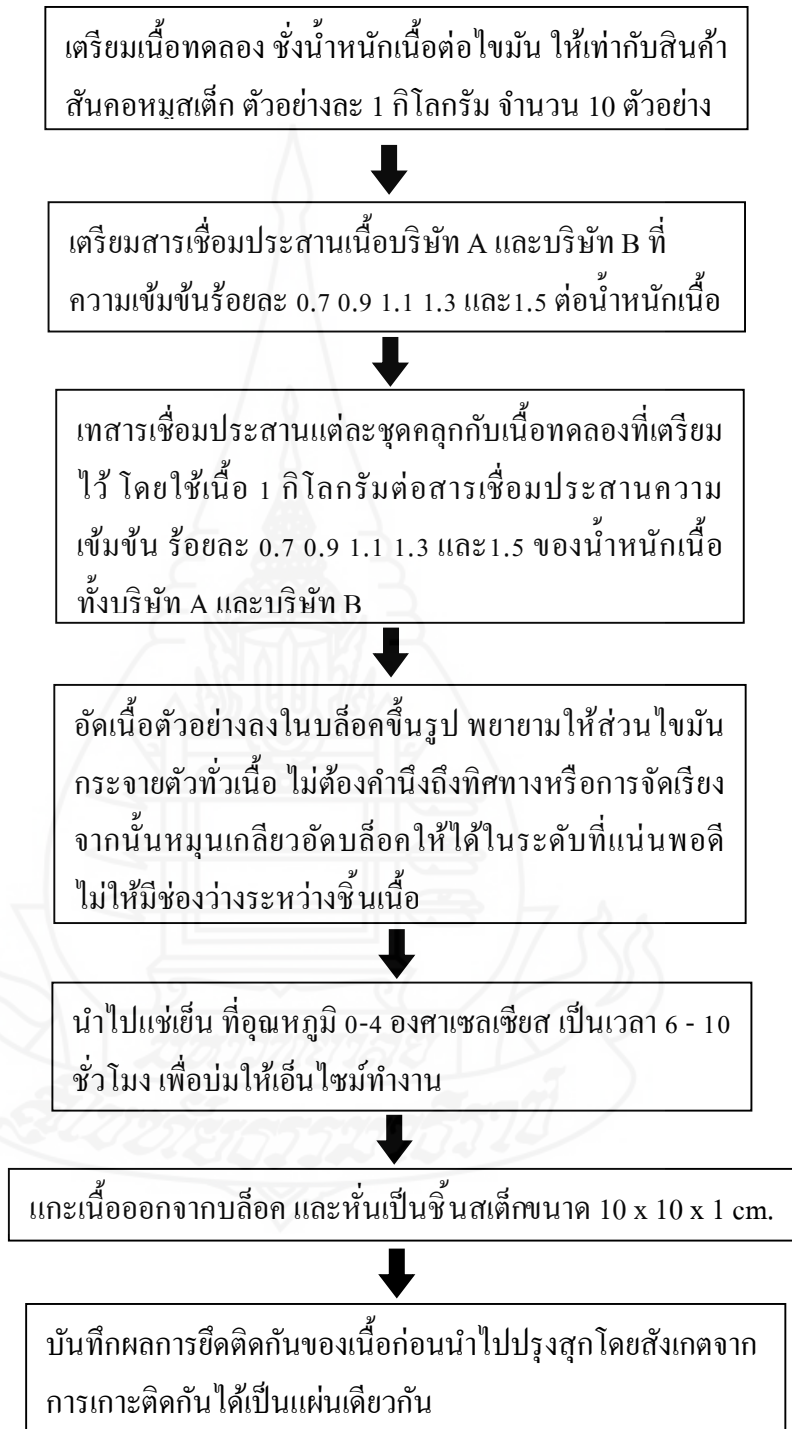 เตรียมเนื้อทดลอง ชั่งน้ำหนักเนื้อต่อไขมัน ให้เท่ากับสินค้า
สันคอหมูสเต็ก ตัวอย่างละ 1 กิโลกรัม จำนวน 10 ตัวอย่าง
เตรียมสารเชื่อมประสานเนื้อบริษัท A และบริษัท B ที่
ความเข้มข้นร้อยละ 0.7 0.9 1.1 1.3 และ1.5 ต่อน้ำหนักเนื้อ
เทสารเชื่อมประสานแต่ละชุดคลุกกับเนื้อทดลองที่เตรียม
ไว้ โดยใช้เนื้อ 1 กิโลกรัมต่อสารเชื่อมประสานความ
เข้มข้น ร้อยละ 0.7 0.9 1.1 1.3 และ1.5 ของน้ำหนักเนื้อ
ทั้งบริษัท A และบริษัท B
อัดเนื้อตัวอย่างลงในบล็อคขึ้นรูป พยายามให้ส่วนไขมัน
กระจายตัวทั่วเนื้อ ไม่ต้องคำนึงถึงทิศทางหรือการจัดเรียง
จากนั้นหมุนเกลียวอัดบล็อคให้ได้ในระดับที่แน่นพอดี
ไม่ให้มีช่องว่างระหว่างชิ้นเนื้อ
นำไปแช่เย็น ที่อุณหภูมิ 0-4 องศาเซลเซียส เป็นเวลา 6 - 10
ชั่วโมง เพื่อบ่มให้เอ็นไซม์ทำงาน
แกะเนื้อออกจากบล็อค และหั่นเป็นชิ้นสเต็กขนาด 10 x 10 x 1 cm.
บันทึกผลการยึดติดกันของเนื้อก่อนนำไปปรุงสุกโดยสังเกตจาก
การเกาะติดกันได้เป็นแผ่นเดียวกัน